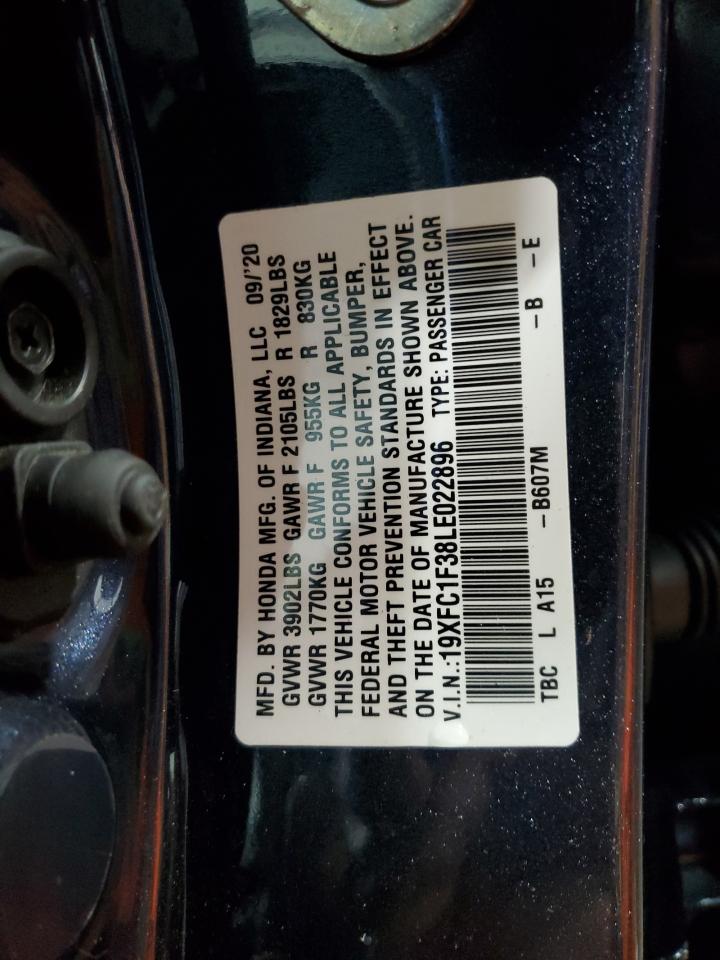 MFD. BY HONDA MFG. OF INDIANA, LLC 09/'20
GVWR 3902LBS GAWR F 2105LBS R 1829LBS
GVWR 1770KG GAWR F 955KG R 830KG
THIS VEHICLE CONFORMS TO ALL APPLICABLE
FEDERAL MOTOR VEHICLE SAFETY, BUMPER,
AND THEFT PREVENTION STANDARDS IN EFFECT
ON THE DATE OF MANUFACTURE SHOWN ABOVE.
V.I.N.:19XFC1F38LE022896 TYPE: PASSENGER CAR
TBC L A15 -B607M -B -E